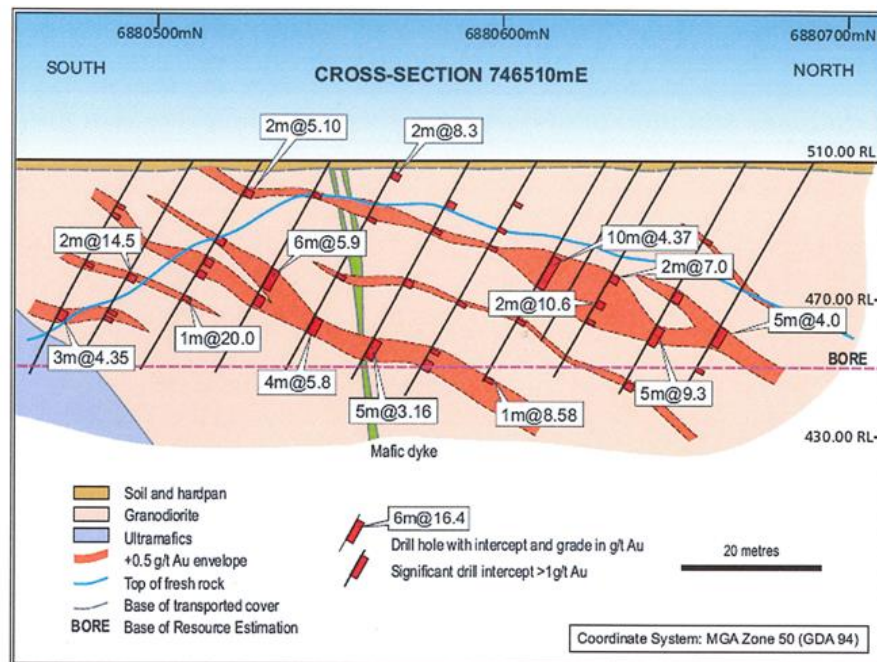 6880500mN
6880600mN
6880700mN
SOUTH
CROSS-SECTION 746510mE
NORTH
2m@5.10
2m@8.3
510.00 RL
2m@14.5
6m@5.9
10m@4.37
2m@7.0
2m@10.6
470.00 RL
3m@4.35
1m@20.0
5m@4.0
BORE
4m@5.8
5m@3.16
1m@8.58
5m@9.3
430.00 RL
Mafic dyke
Soil and hardpan
Granodiorite
Ultramafics
+0.5 g/t Au envelope
Top of fresh rock
Base of transported cover
BORE Base of Resource Estimation
6m@16.4
Drill hole with intercept and grade in g/t Au
Significant drill intercept >1g/t Au
20 metres
Coordinate System: MGA Zone 50 (GDA 94)